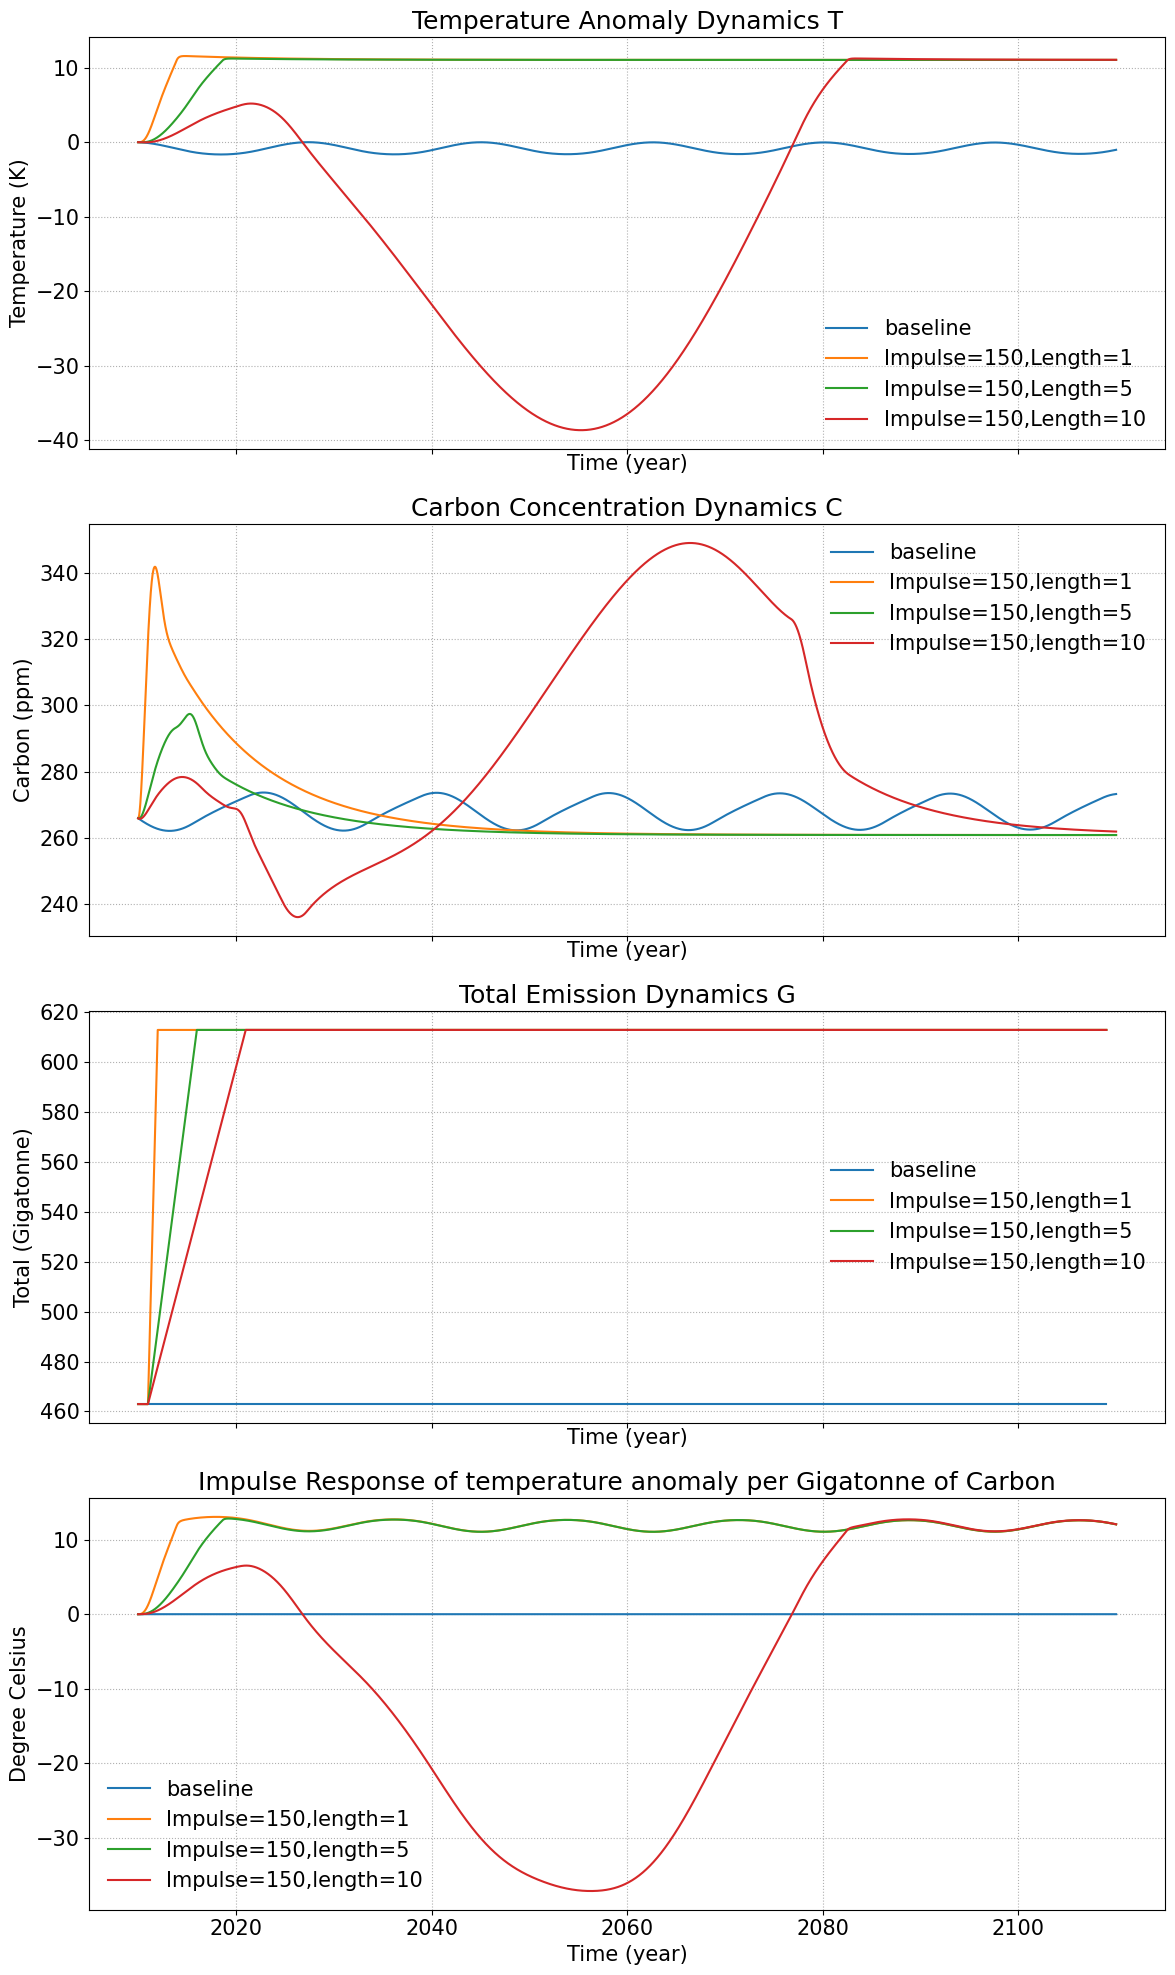 Temperature Anomaly Dynamics T
10
0
−10
−20
−30
−40
Temperature (K)
baseline
Impulse=150,Length=1
Impulse=150,Length=5
Impulse=150,Length=10
Time (year)
Carbon Concentration Dynamics C
340
320
300
280
260
240
Carbon (ppm)
baseline
Impulse=150,length=1
Impulse=150,length=5
Impulse=150,length=10
Time (year)
Total Emission Dynamics G
620
600
580
560
540
520
500
480
460
Total (Gigatonne)
baseline
Impulse=150,length=1
Impulse=150,length=5
Impulse=150,length=10
Time (year)
Impulse Response of temperature anomaly per Gigatonne of Carbon
10
0
−10
−20
−30
Degree Celsius
baseline
Impulse=150,length=1
Impulse=150,length=5
Impulse=150,length=10
2020 2040 2060 2080 2100
Time (year)